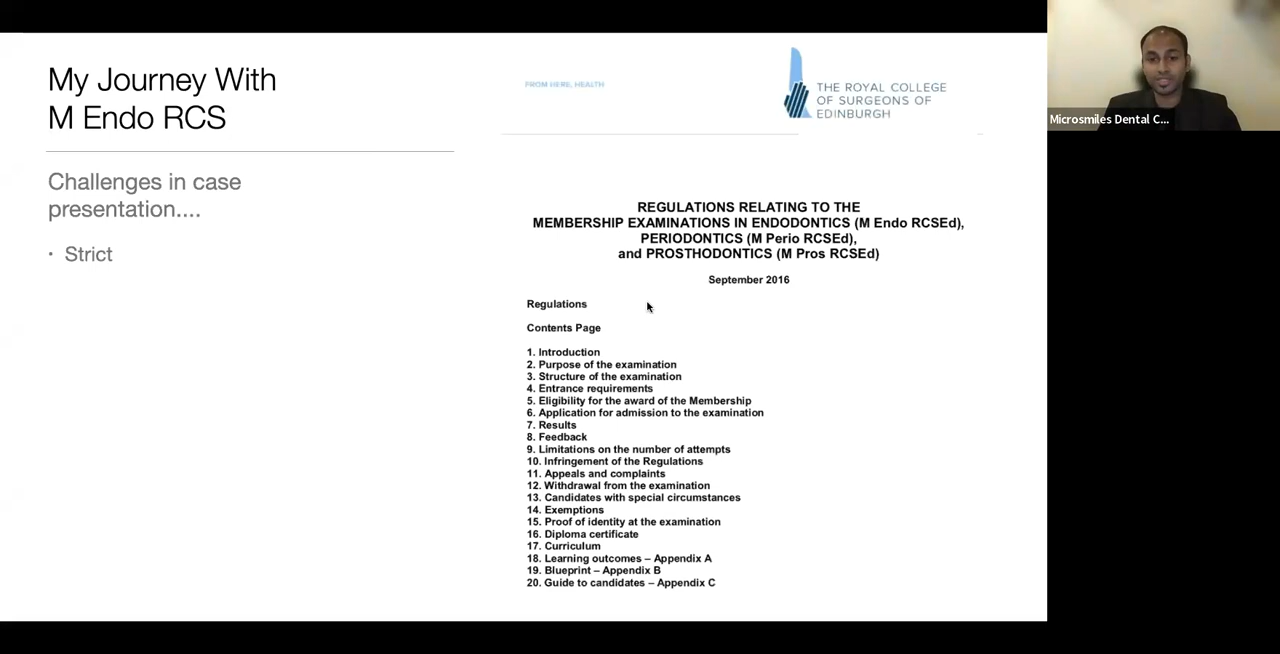 My Journey With
M Endo RCS
Challenges in case
presentation....
• Strict
FROM HERE, HEALTH
THE ROYAL COLLEGE
OF SURGEONS OF
EDINBURGH
REGULATIONS RELATING TO THE
MEMBERSHIP EXAMINATIONS IN ENDODONTICS (M Endo RCSEd),
PERIODONTICS (M Perio RCSEd),
and PROSTHODONTICS (M Pros RCSEd)
September 2016
Regulations
Contents Page
1. Introduction
2. Purpose of the examination
3. Structure of the examination
4. Entrance requirements
5. Eligibility for the award of the Membership
6. Application for admission to the examination
7. Results
8. Feedback
9. Limitations on the number of attempts
10. Infringement of the Regulations
11. Appeals and complaints
12. Withdrawal from the examination
13. Candidates with special circumstances
14. Exemptions
15. Proof of identity at the examination
16. Diploma certificate
17. Curriculum
18. Learning outcomes – Appendix A
19. Blueprint – Appendix B
20. Guide to candidates – Appendix C
Microsmiles Dental C...